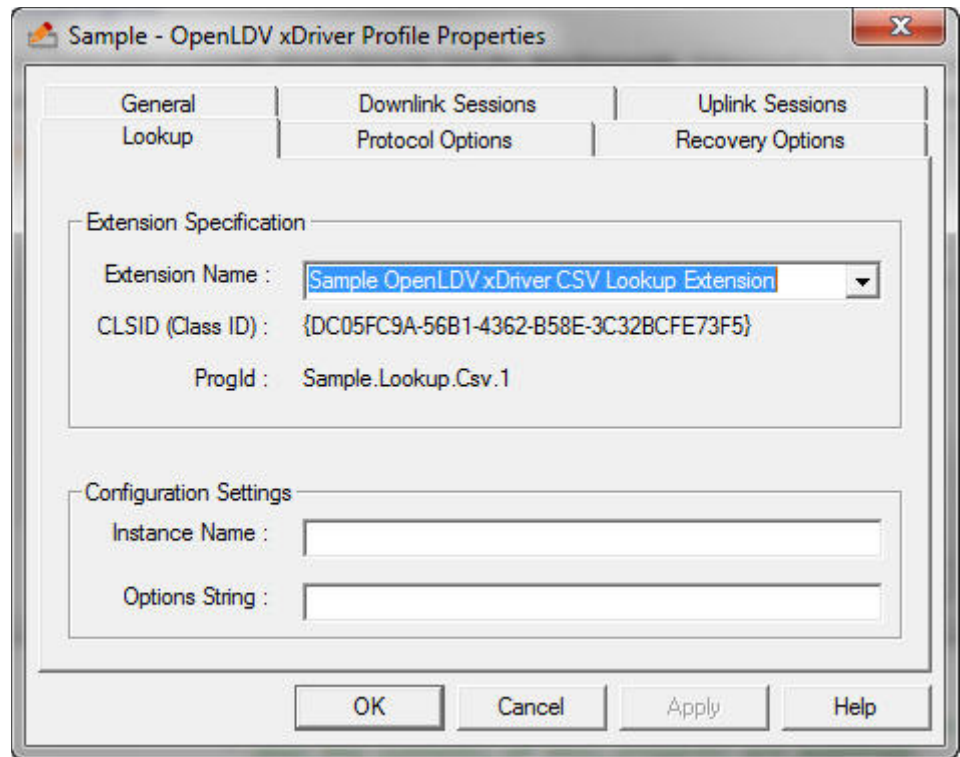 Sample - OpenLDV xDriver Profile Properties
General Downlink Sessions Uplink Sessions
Lookup Protocol Options Recovery Options
Extension Specification
Extension Name : Sample OpenLDV xDriver CSV Lookup Extension
CLSID (Class ID) : {DC05FC9A-56B1-4362-B58E-3C32BCFE73F5}
ProgId : Sample.Lookup.Csv.1
Configuration Settings
Instance Name :
Options String :
OK Cancel Apply Help